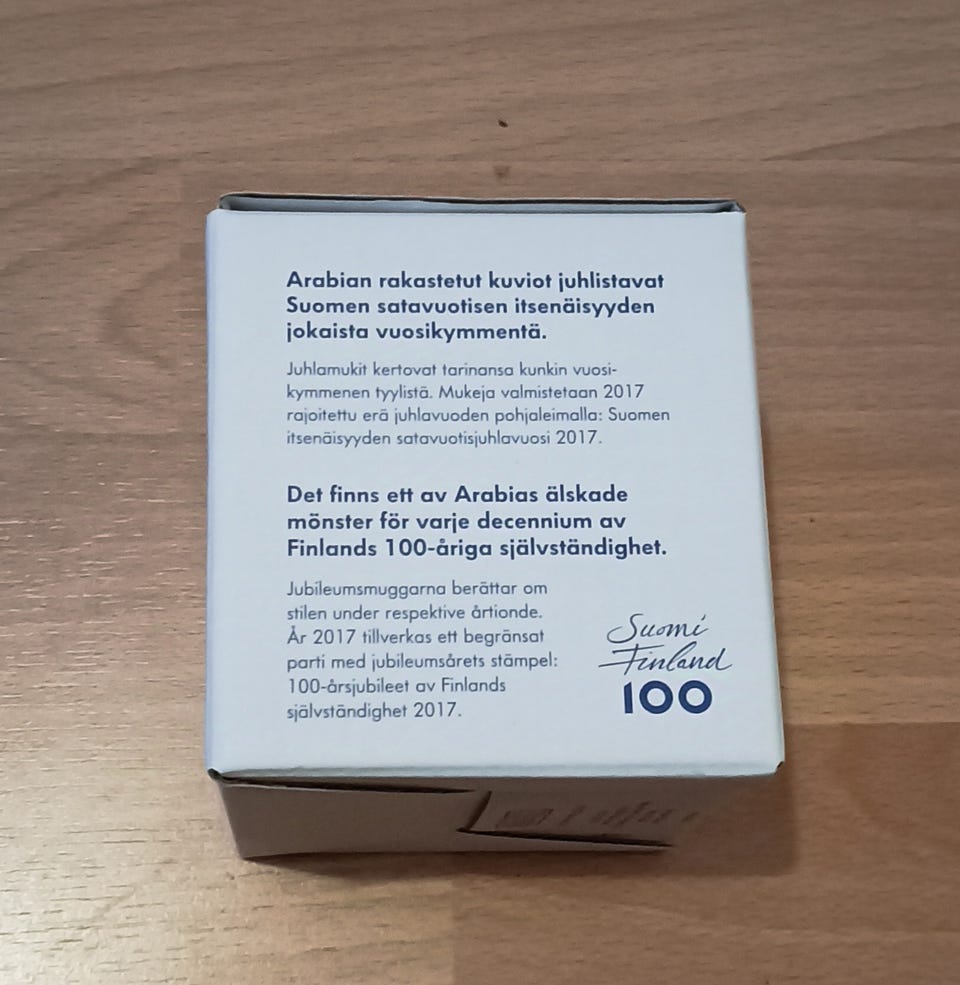 Arabian rakastetut kuviot juhlistavat
Suomen satavuotisen itsenäisyyden
jokaista vuosikymmentä.
Juhlamukit kertovat tarinansa kunkin vuosi-
kymmenen tyylistä. Mukeja valmistetaan 2017
rajoitettu erä juhlavuoden pohjaleimalla: Suomen
itsenäisyyden satavuotisjuhlavuosi 2017.
Det finns ett av Arabias älskade
mönster för varje decennium av
Finlands 100-åriga självständighet.
Jubileumsmuggarna berättar om
stilen under respektive årtionde.
År 2017 tillverkas ett begränsat
parti med jubileumsårets stämpel:
100-årsjubileet av Finlands
självständighet 2017.
Suomi
Finland
100